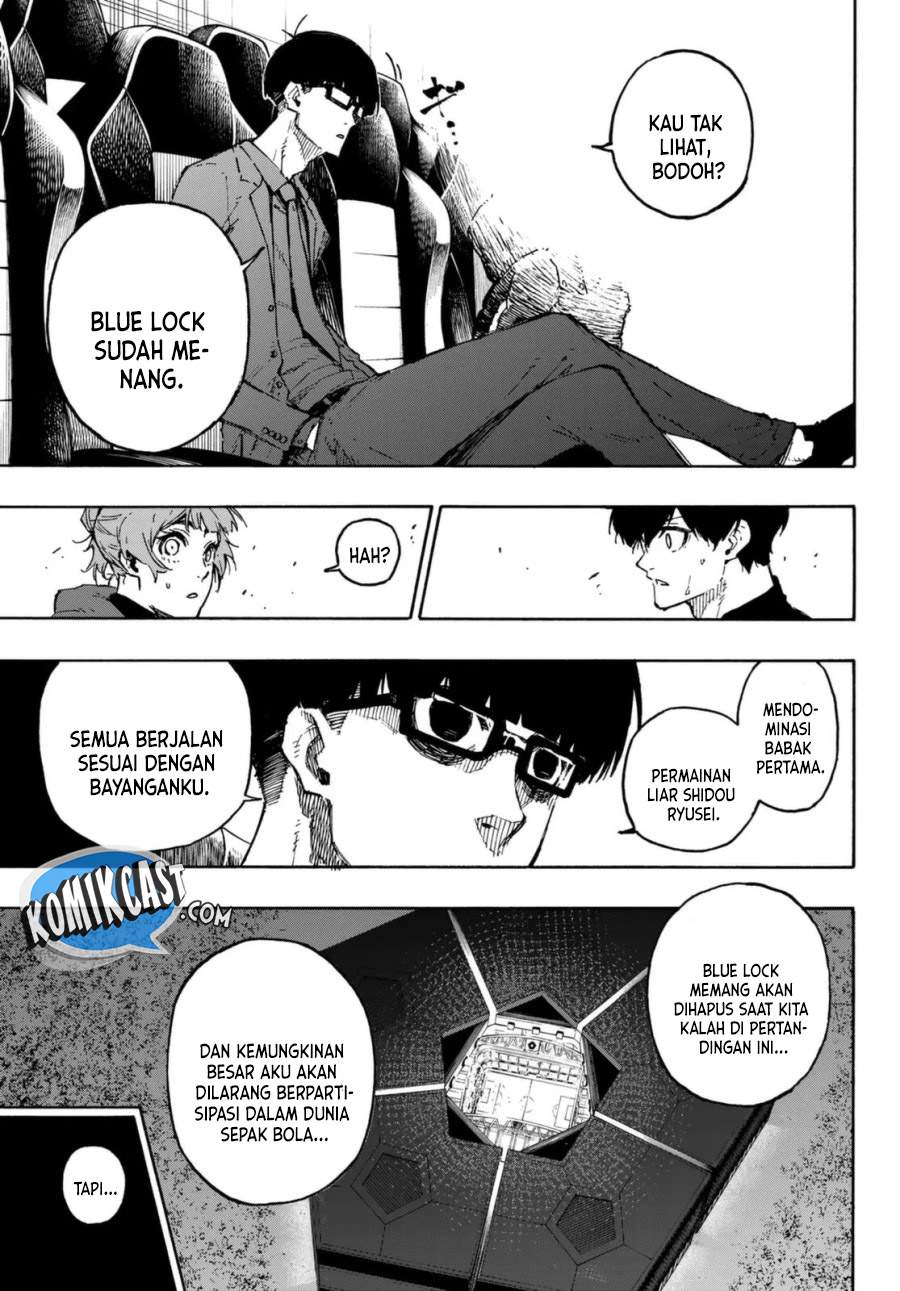 KAU TAK
LIHAT,
BODOH?
ザッ
BLUE LOCK
SUDAH ME-
NANG.
HAH?
MENDO-
MINASI
BABAK
PERTAMA.
PERMAINAN
LIAR SHIDOU
RYUSEI.
SEMUA BERJALAN
SESUAI DENGAN
BAYANGANKU.
KOMIKCAST
.COM
BLUE LOCK
MEMANG AKAN
DIHAPUS SAAT KITA
KALAH DI PERTAN-
DINGAN INI...
DAN KEMUNGKINAN
BESAR AKU AKAN
DILARANG BERPARTI-
SIPASI DALAM DUNIA
SEPAK BOLA...
TAPI...